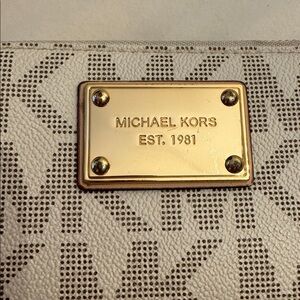 MICHAEL KORS
EST. 1981